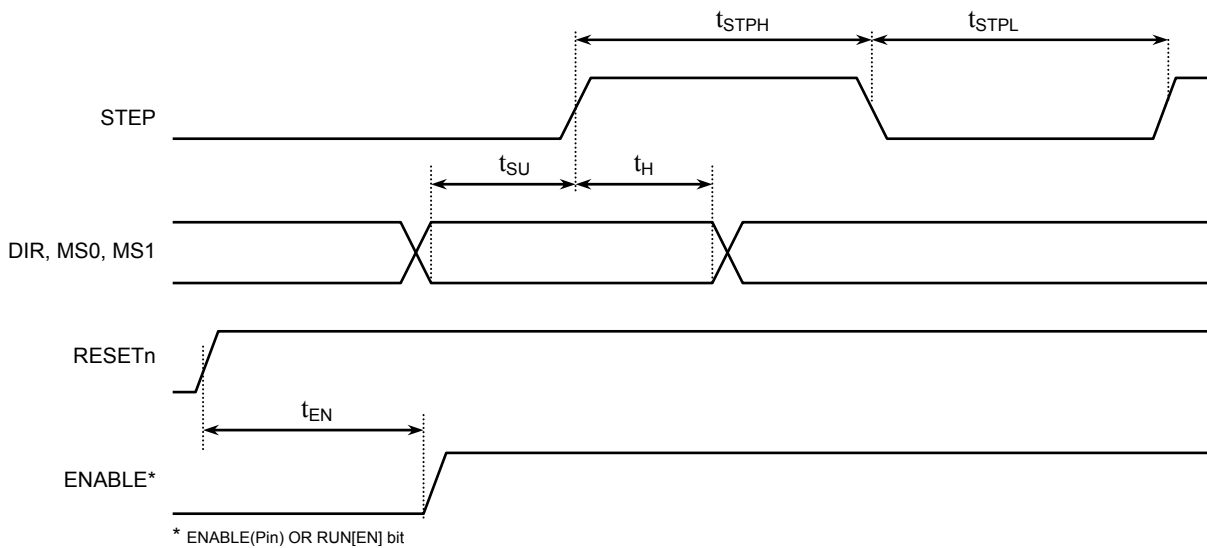 tSTPH
tSTPL
STEP
tSU
tH
DIR, MS0, MS1
RESETn
tEN
ENABLE*
* ENABLE(Pin) OR RUN[EN] bit